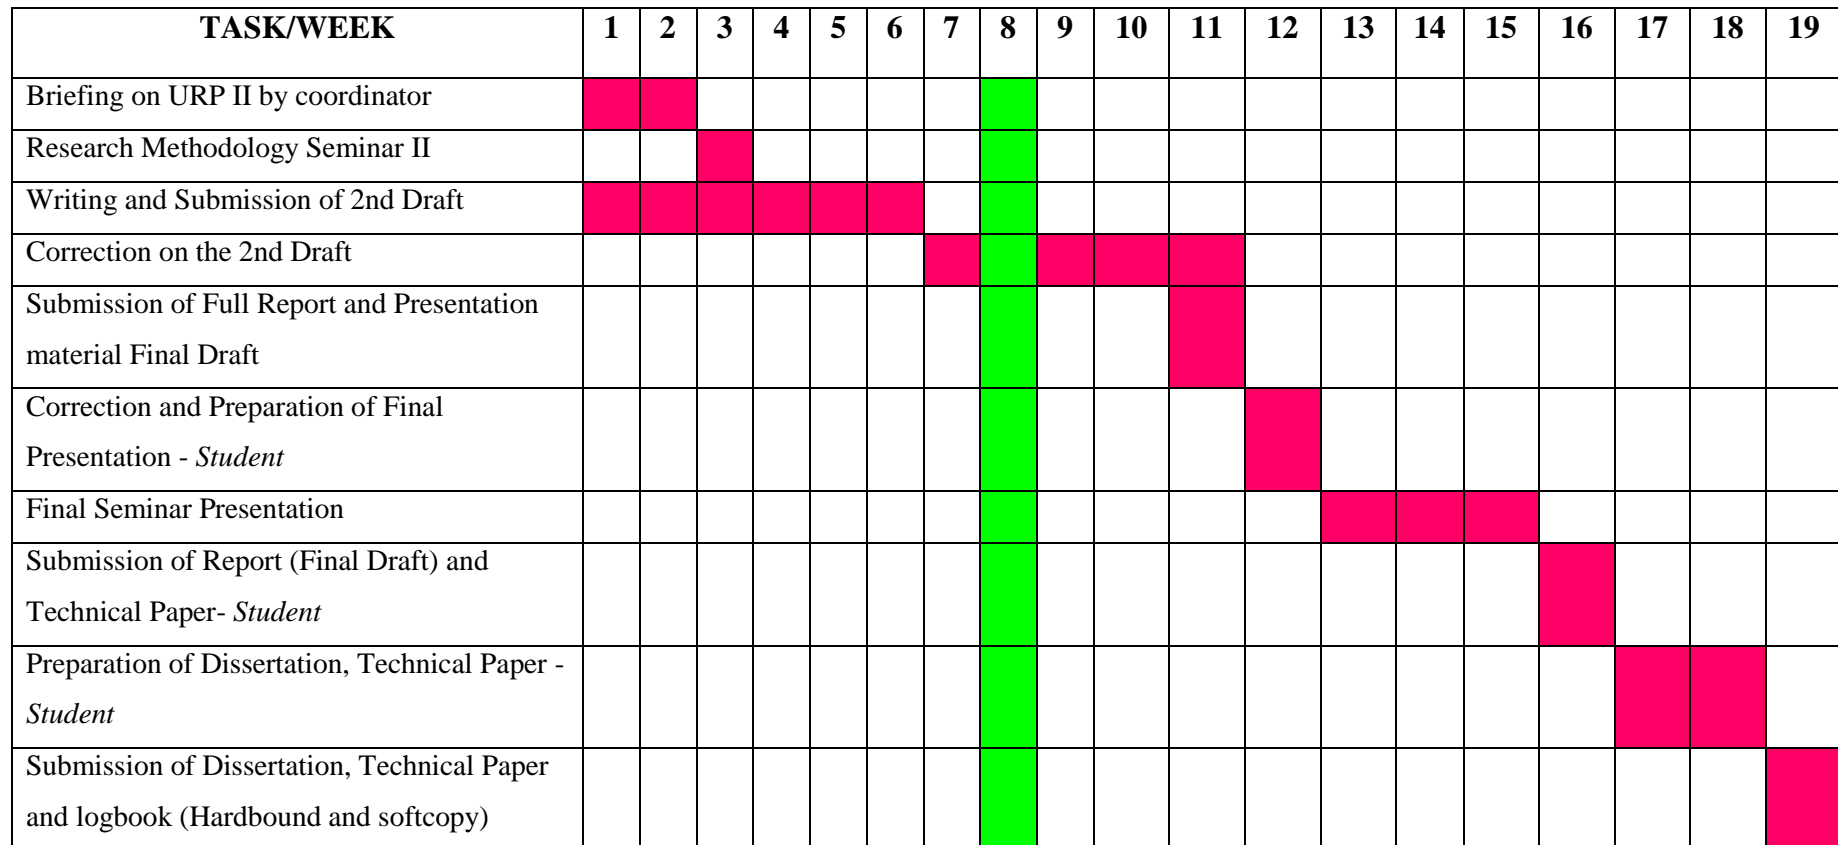 TASK/WEEK 1 2 3 4 5 6 7 8 9 10 11 12 13 14 15 16 17 18 19
Briefing on URP II by coordinator
Research Methodology Seminar II
Writing and Submission of 2nd Draft
Correction on the 2nd Draft
Submission of Full Report and Presentation
material Final Draft
Correction and Preparation of Final
Presentation - Student
Final Seminar Presentation
Submission of Report (Final Draft) and
Technical Paper- Student
Preparation of Dissertation, Technical Paper -
Student
Submission of Dissertation, Technical Paper
and logbook (Hardbound and softcopy)